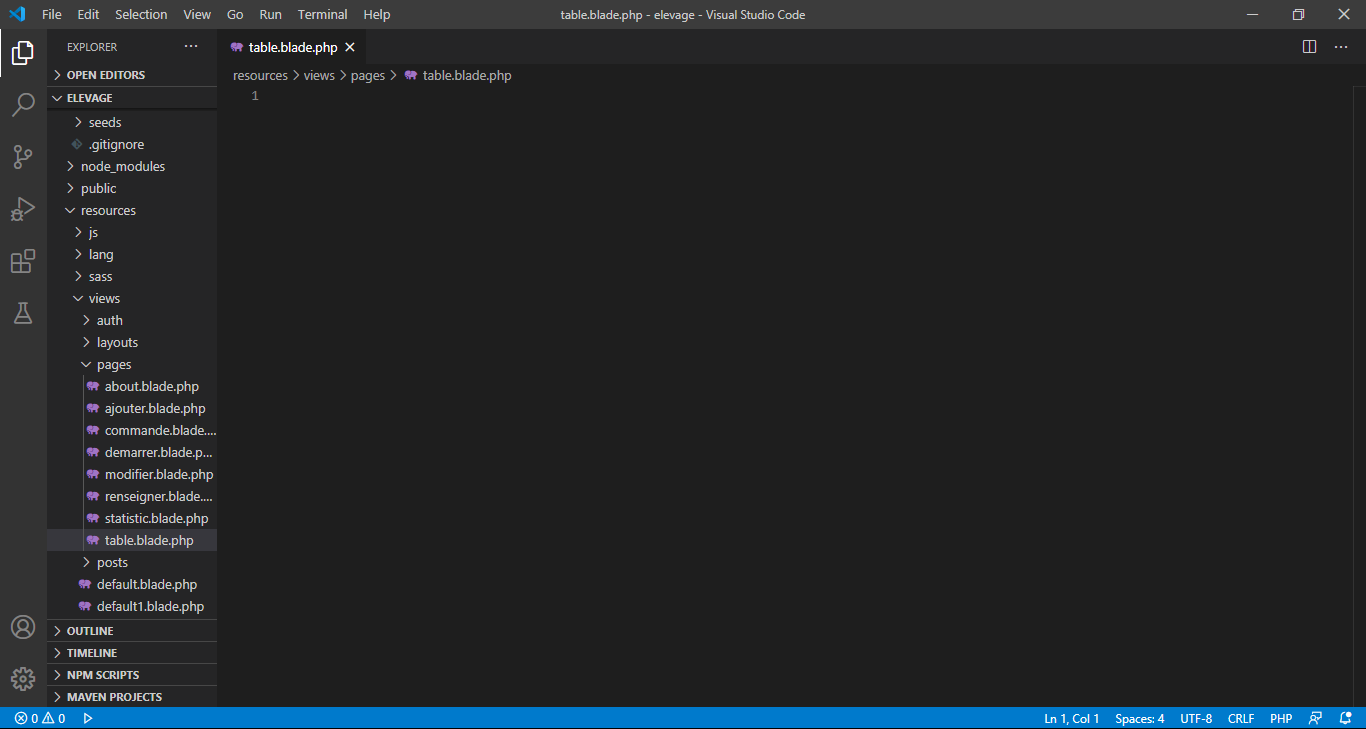 File Edit Selection View Go Run Terminal Help table.blade.php - elevage - Visual Studio Code
EXPLORER
OPEN EDITORS
ELEVAGE
seeds
.gitignore
node_modules
public
resources
js
lang
sass
views
auth
layouts
pages
about.blade.php
ajouter.blade.php
commande.blade....
demarrer.blade.p...
modifier.blade.php
renseigner.blade....
statistic.blade.php
table.blade.php
posts
default.blade.php
default1.blade.php
OUTLINE
TIMELINE
NPM SCRIPTS
MAVEN PROJECTS
table.blade.php
resources > views > pages > table.blade.php
1
0 0 Ln 1, Col 1 Spaces: 4 UTF-8 CRLF PHP